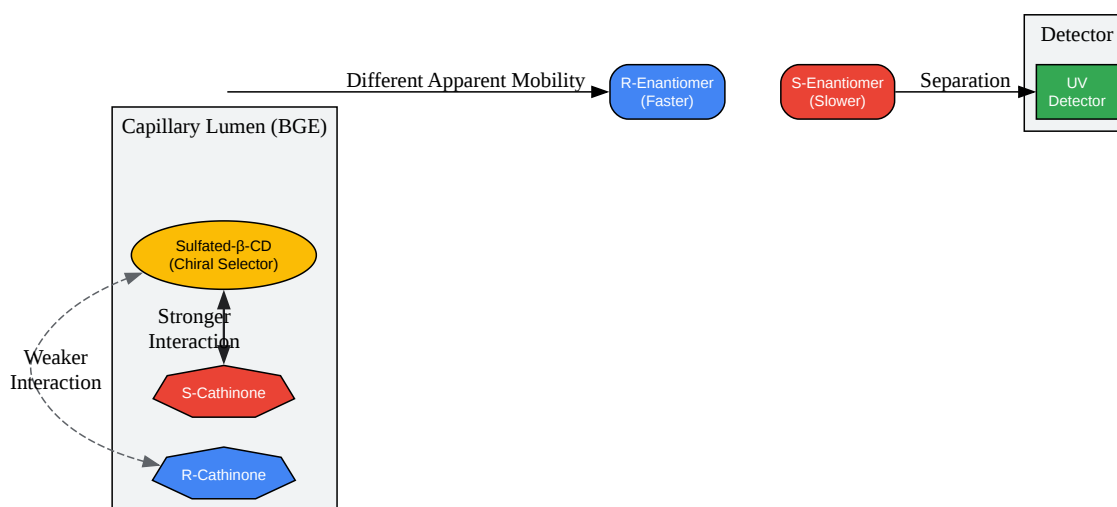 Detector
Different Apparent Mobility
R-Enantiomer
(Faster)
S-Enantiomer
(Slower)
Separation
UV
Detector
Capillary Lumen (BGE)
Sulfated-β-CD
(Chiral Selector)
Stronger
Interaction
Weaker
Interaction
S-Cathinone
R-Cathinone